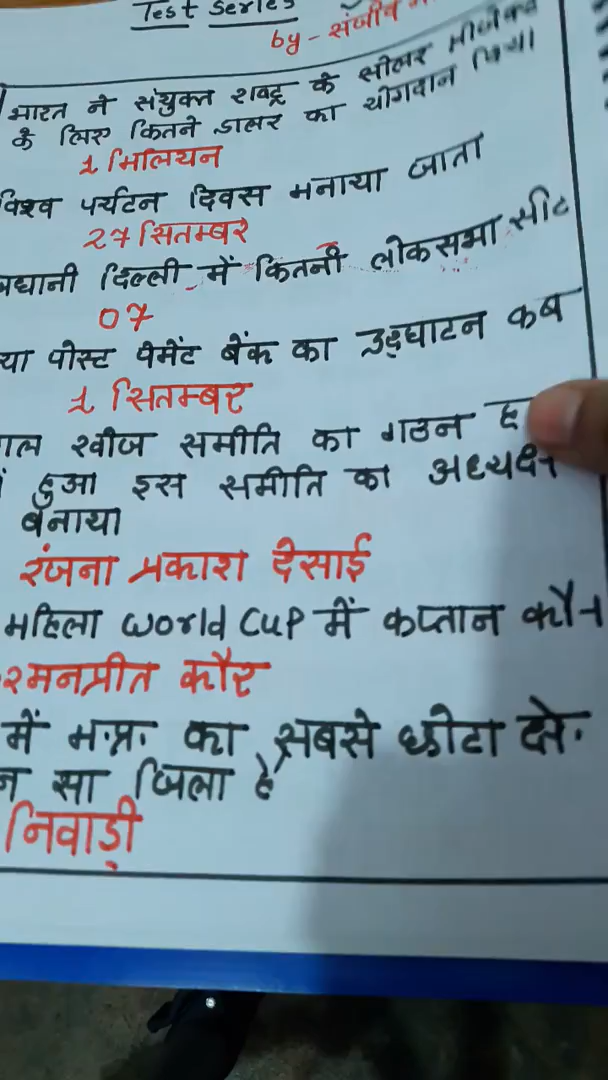 Test Series
by - संजीव
भारत ने संयुक्त राष्ट्र के सोलर प्रोजेक्ट
के लिए कितने डालर का योगदान किया।
1 मिलियन
विश्व पर्यटन दिवस मनाया जाता
27 सितम्बर
जधानी दिल्ली में कितनी लोकसभा सीट
07
या पोस्ट पेमेंट बैंक का उद्घाटन कब
1 सितम्बर
खोज समीति का गठन
हुआ इस समीति का अध्यक्ष
बनाया
रंजना प्रकाश देसाई
महिला World Cup में कप्तान कौन
हरमनप्रीत कौर
में म.प्र. का सबसे छोटा क्षे.
न सा जिला है
निवाड़ी